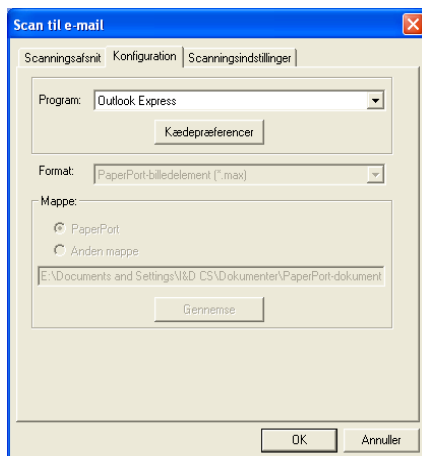 Scan til e-mail
Scanningsafsnit Konfiguration Scanningsindstillinger
Program: Outlook Express
Kædepræferencer
Format: PaperPort-billedelement (*.max)
Mappe:
PaperPort
Anden mappe
E:\Documents and Settings\I&D CS\Dokumenter\PaperPort-dokument
Gennemse
OK Annuller